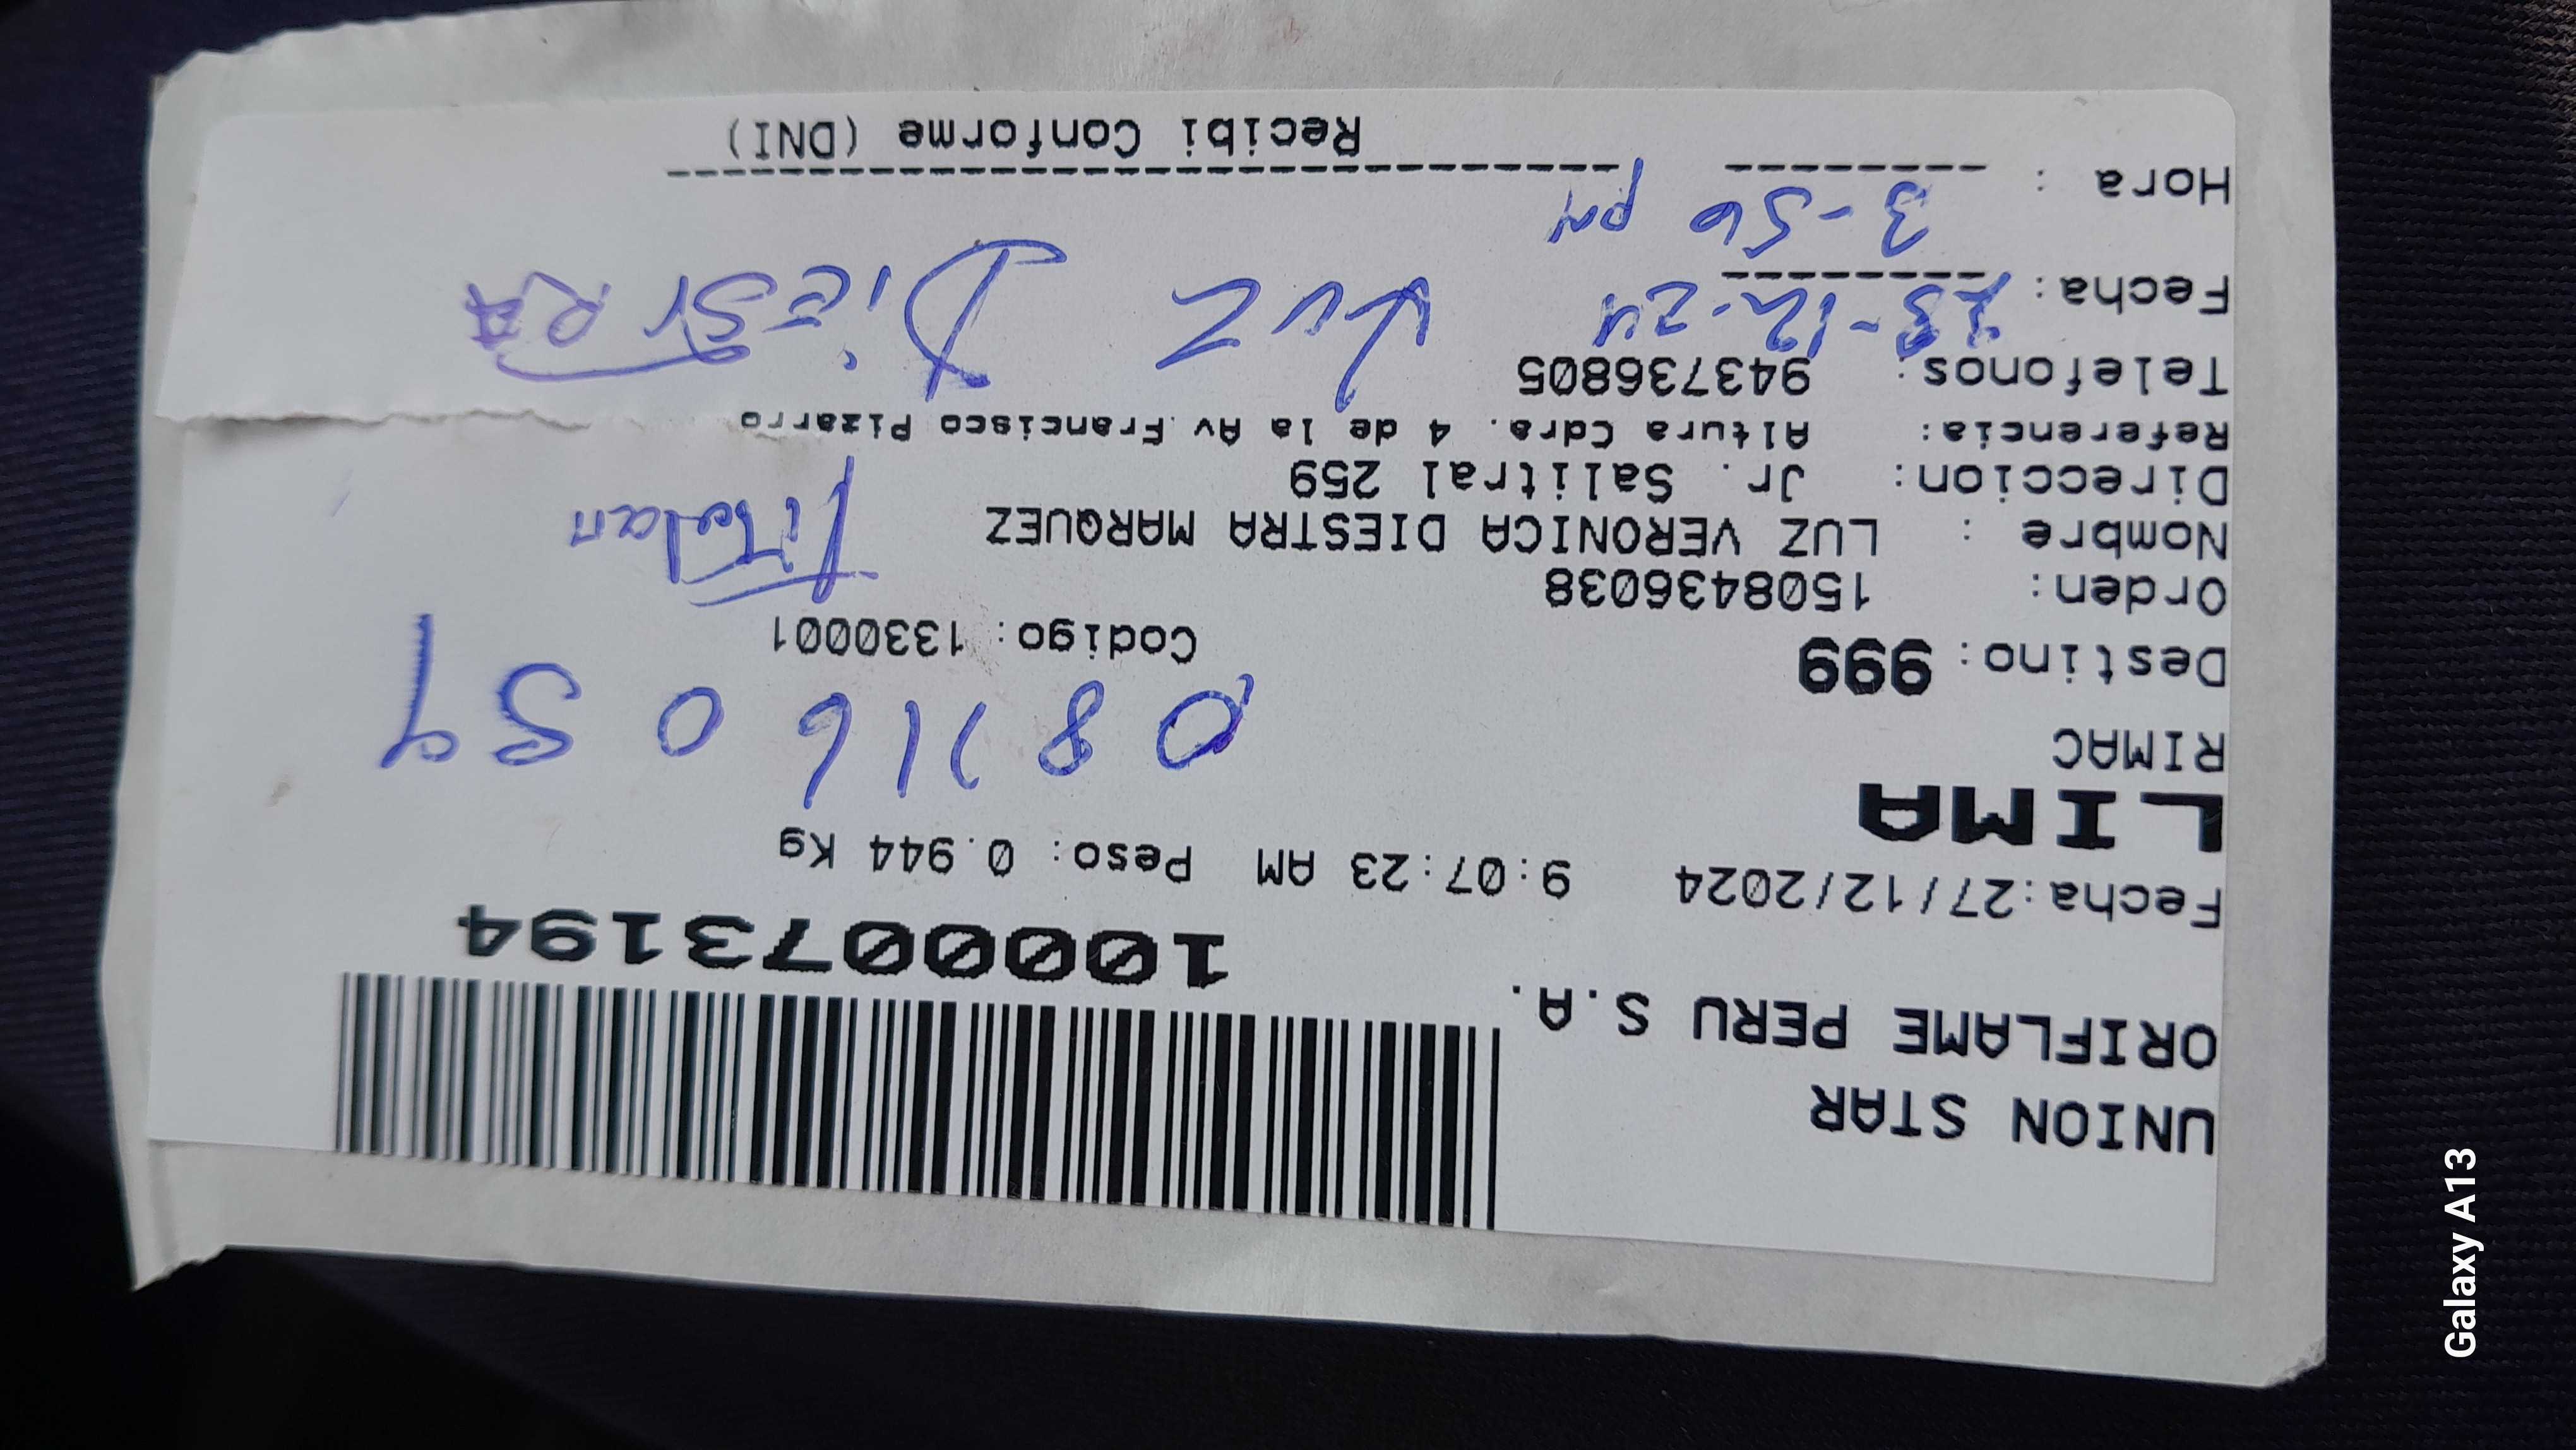 UNION STAR
ORIFLAME PERU S.A.
1000073194
Fecha:27/12/2024 9:07:23 AM Peso: 0.944 Kg
LIMA
RIMAC
08716059
Destino: 999 Codigo: 1330001
Orden: 1508436038
Nombre : LUZ VERONICA DIESTRA MARQUEZ
Direccion: Jr. Salitral 259
Referencia: Altura Cdra. 4 de la Av.Francisco Pizarro
Telefonos: 943736805
Luz DiESTRA
Fecha: -12-24
Hora : 3-56 pm
Recibi Conforme (DNI)
Galaxy A13